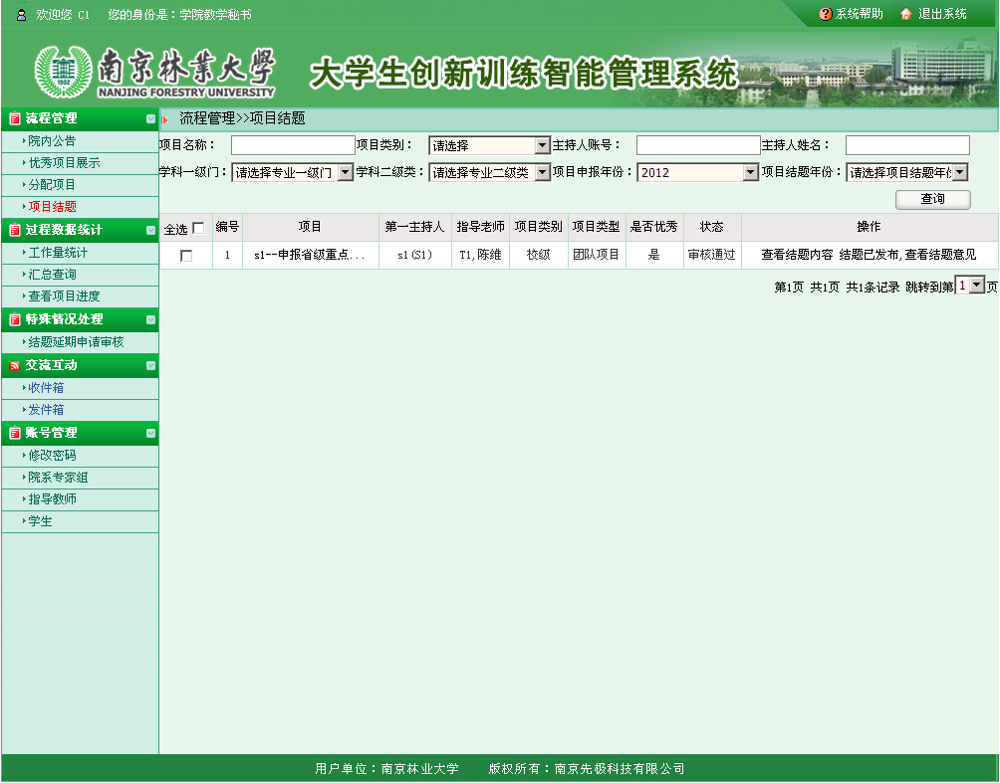 欢迎您 C1 您的身份是：学院教学秘书 系统帮助 退出系统
南京林業大學
NANJING FORESTRY UNIVERSITY
大学生创新训练智能管理系统
流程管理
院内公告
优秀项目展示
分配项目
项目结题
过程数据统计
工作量统计
汇总查询
查看项目进度
特殊情况处理
结题延期申请审核
交流互动
收件箱
发件箱
账号管理
修改密码
院系专家组
指导教师
学生
流程管理>>项目结题
项目名称： 项目类别： 请选择 主持人账号： 主持人姓名：
学科一级门：请选择专业一级门 学科二级类：请选择专业二级类 项目申报年份：2012 项目结题年份：请选择项目结题年份
查询
全选 编号 项目 第一主持人 指导老师 项目类别 项目类型 是否优秀 状态 操作
1 s1--申报省级重点... s1(S1) T1,陈维 校级 团队项目 是 审核通过 查看结题内容 结题已发布,查看结题意见
第1页 共1页 共1条记录 跳转到第 1 页
用户单位：南京林业大学 版权所有：南京先极科技有限公司